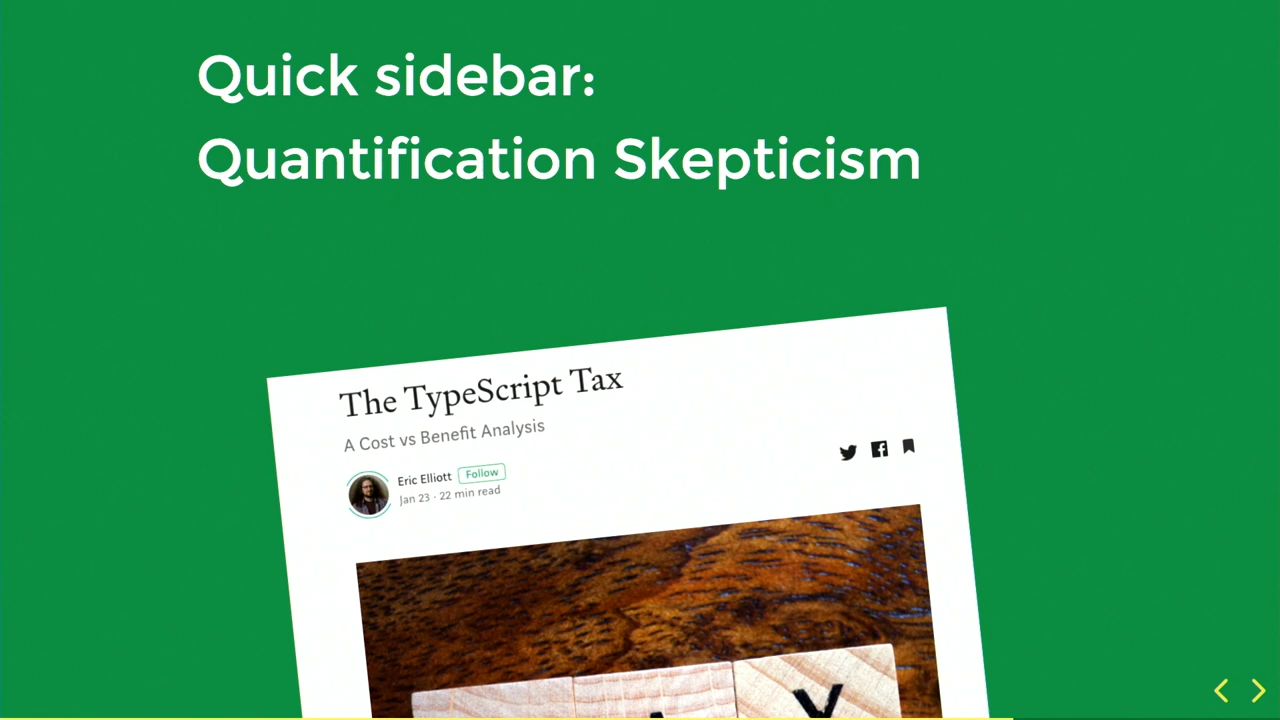 Quick sidebar:
Quantification Skepticism
The TypeScript Tax
A Cost vs Benefit Analysis
Eric Elliott Follow
Jan 23 · 22 min read